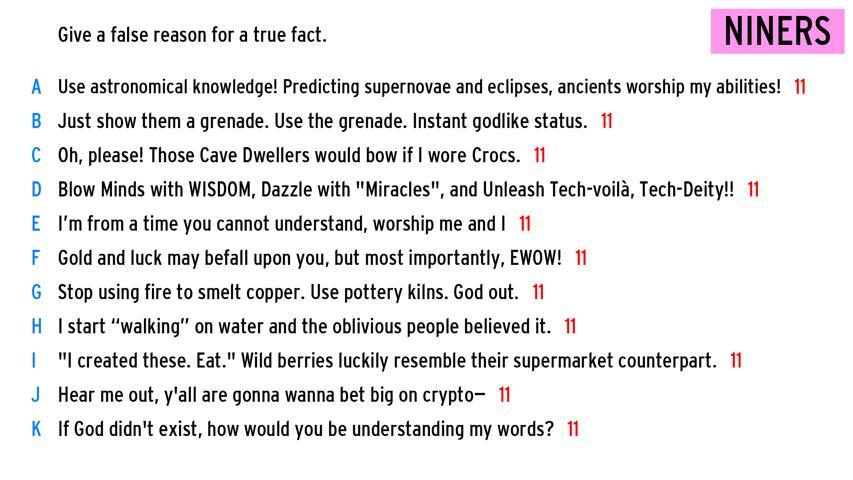 Give a false reason for a true fact.
NINERS
A Use astronomical knowledge! Predicting supernovae and eclipses, ancients worship my abilities! 11
B Just show them a grenade. Use the grenade. Instant godlike status. 11
C Oh, please! Those Cave Dwellers would bow if I wore Crocs. 11
D Blow Minds with WISDOM, Dazzle with "Miracles", and Unleash Tech-voilà, Tech-Deity!! 11
E I'm from a time you cannot understand, worship me and I 11
F Gold and luck may befall upon you, but most importantly, EWOW! 11
G Stop using fire to smelt copper. Use pottery kilns. God out. 11
H I start “walking” on water and the oblivious people believed it. 11
I "I created these. Eat." Wild berries luckily resemble their supermarket counterpart. 11
J Hear me out, y'all are gonna wanna bet big on crypto— 11
K If God didn't exist, how would you be understanding my words? 11